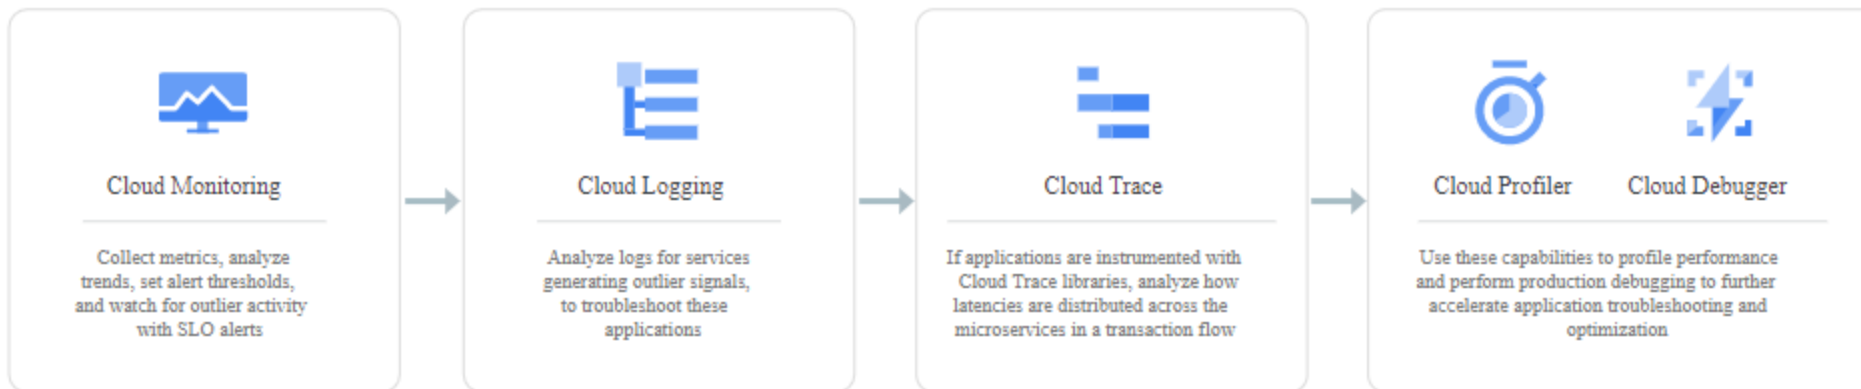 Cloud Monitoring
Collect metrics, analyze
trends, set alert thresholds,
and watch for outlier activity
with SLO alerts
Cloud Logging
Analyze logs for services
generating outlier signals,
to troubleshoot these
applications
Cloud Trace
If applications are instrumented with
Cloud Trace libraries, analyze how
latencies are distributed across the
microservices in a transaction flow
Cloud Profiler
Cloud Debugger
Use these capabilities to profile performance
and perform production debugging to further
accelerate application troubleshooting and
optimization